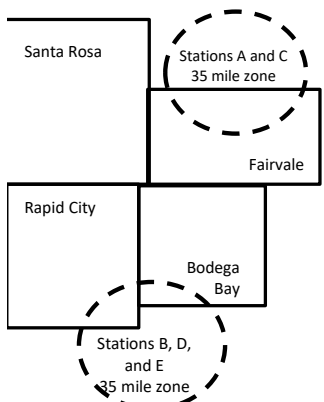 Santa Rosa
Stations A and C
35 mile zone
Fairvale
Rapid City
Bodega
Bay
Stations B, D,
and E
35 mile zone